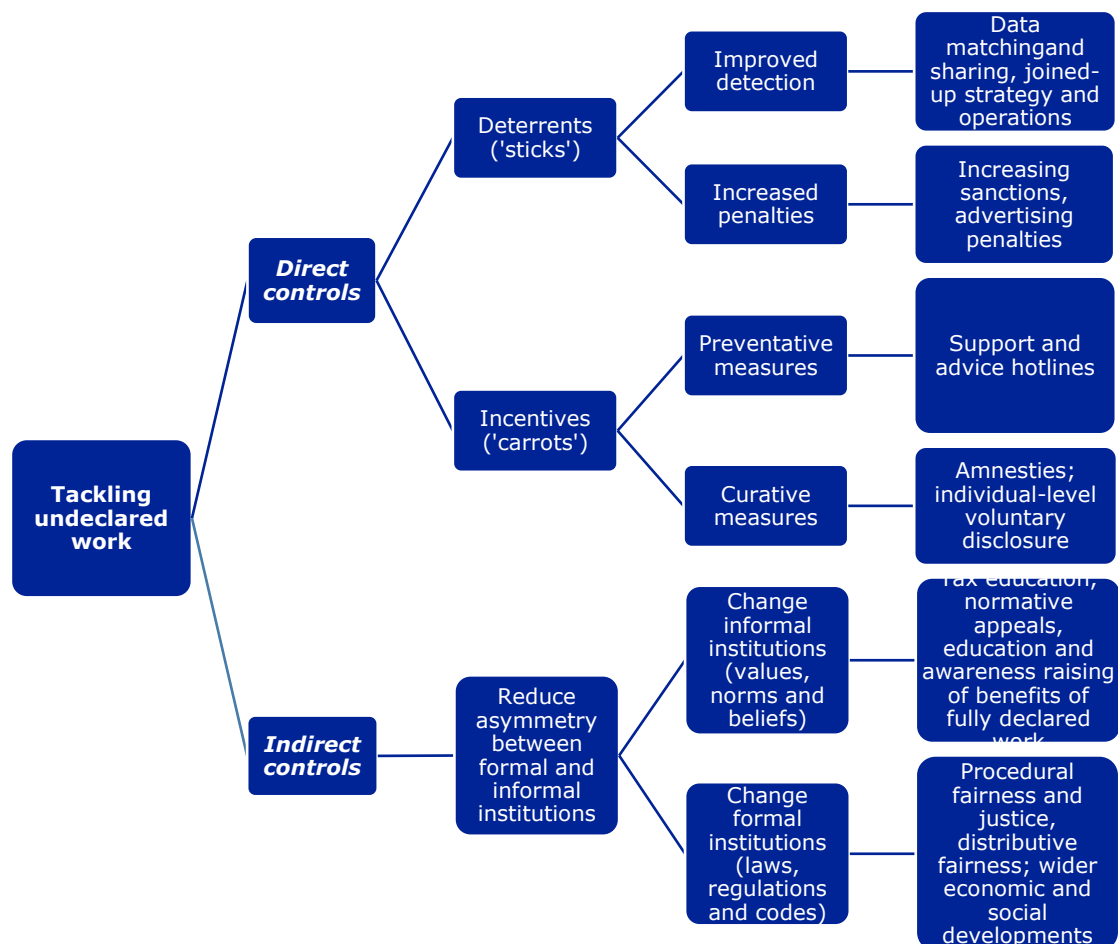 Tackling
undeclared
work
Direct
controls
Deterrents
('sticks')
Improved
detection
Data
matchingand
sharing, joined-
up strategy and
operations
Increased
penalties
Increasing
sanctions,
advertising
penalties
Incentives
('carrots')
Preventative
measures
Support and
advice hotlines
Curative
measures
Amnesties;
individual-level
voluntary
disclosure
Indirect
controls
Reduce
asymmetry
between
formal and
informal
institutions
Change
informal
institutions
(values,
norms and
beliefs)
Tax education,
normative
appeals,
education and
awareness raising
of benefits of
fully declared
work
Change
formal
institutions
(laws,
regulations
and codes)
Procedural
fairness and
justice,
distributive
fairness; wider
economic and
social
developments